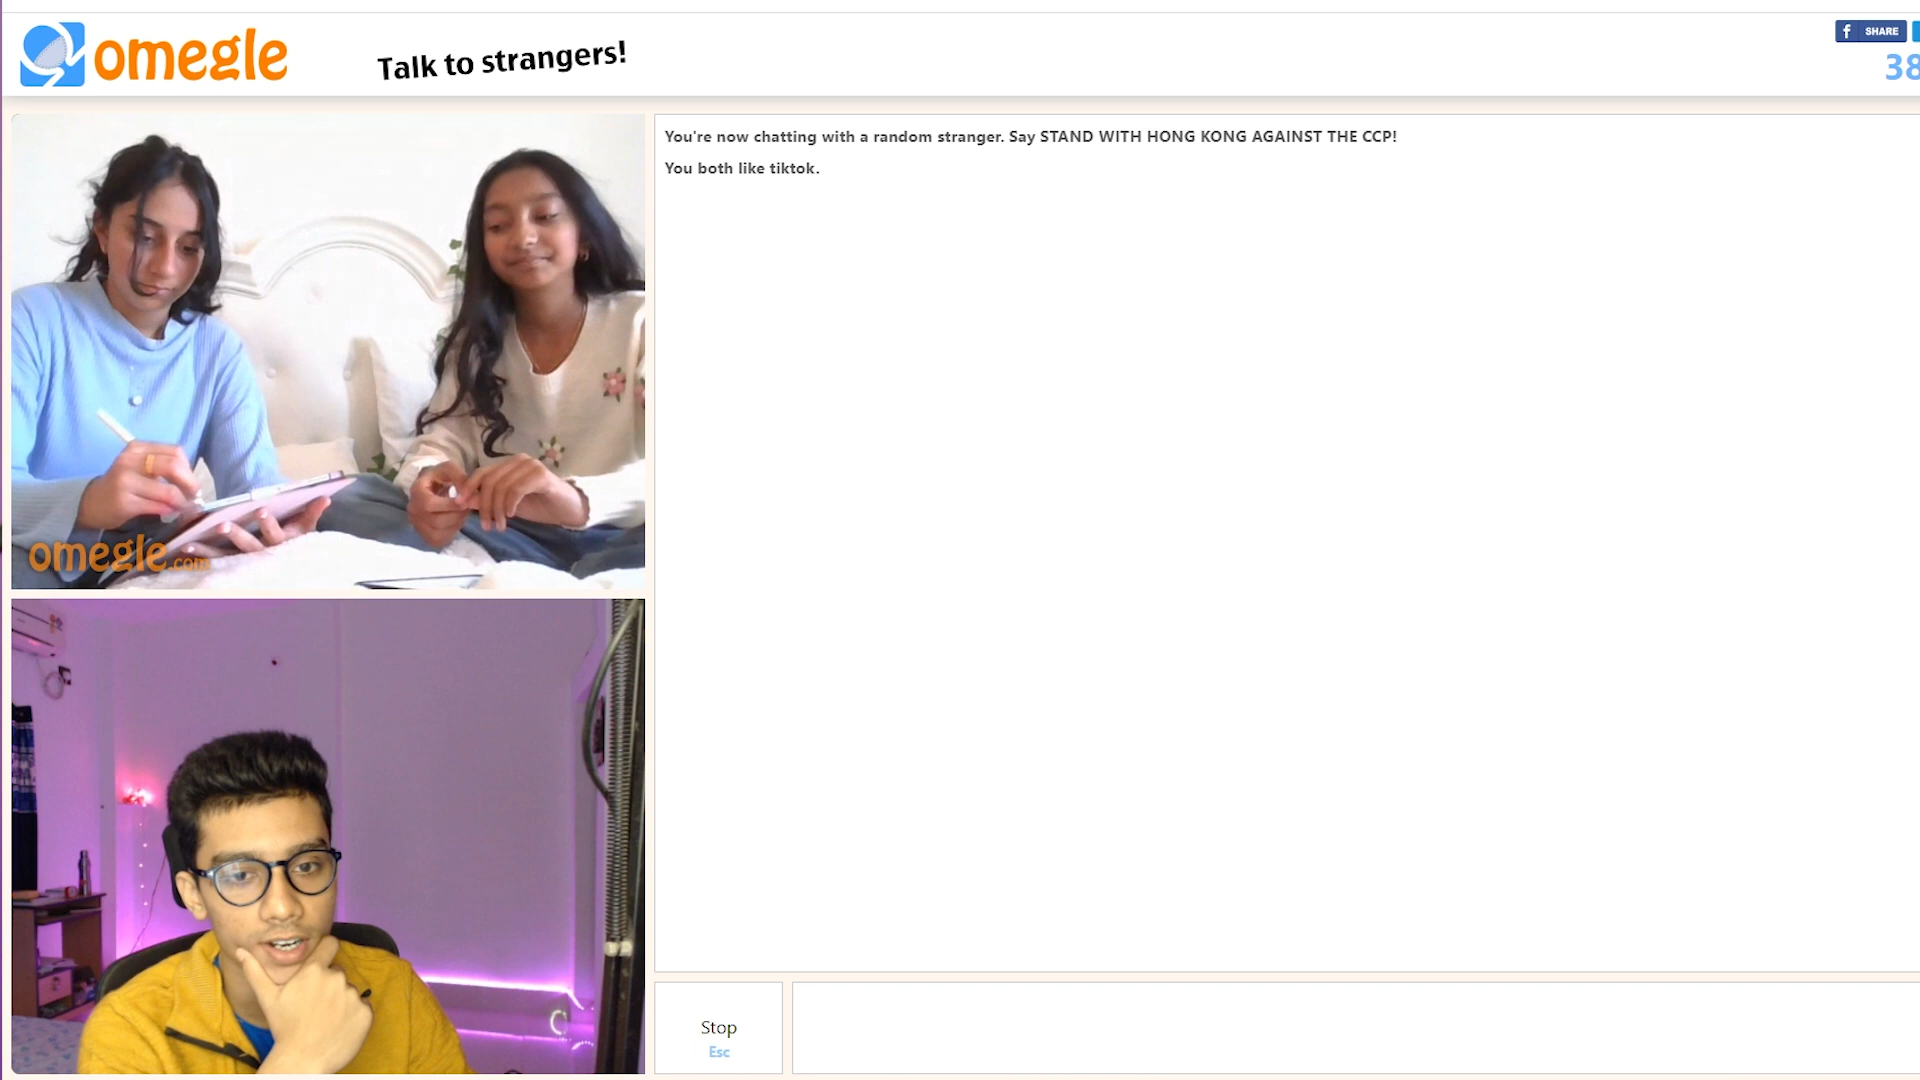 omegle
Talk to strangers!
f SHARE
38
You're now chatting with a random stranger. Say STAND WITH HONG KONG AGAINST THE CCP!
You both like tiktok.
omegle.com
Stop
Esc